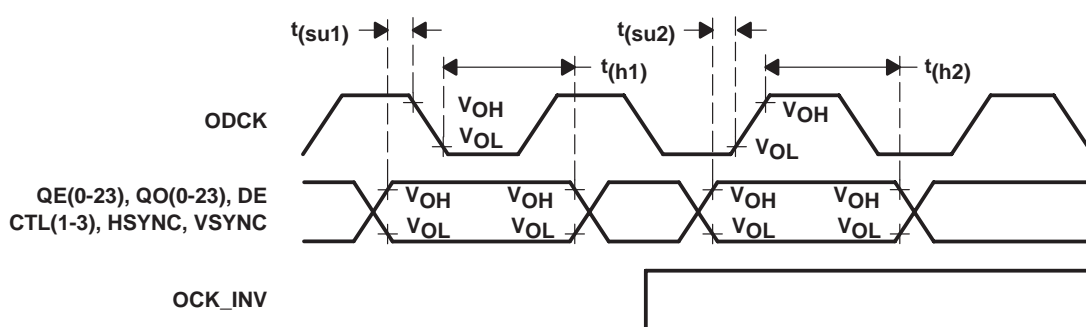 t(su1)
t(su2)
t(h1)
t(h2)
ODCK
VOH
VOL
VOH
VOL
QE(0-23), QO(0-23), DE
CTL(1-3), HSYNC, VSYNC
VOH VOH VOH VOH
VOL VOL VOL VOL
OCK_INV